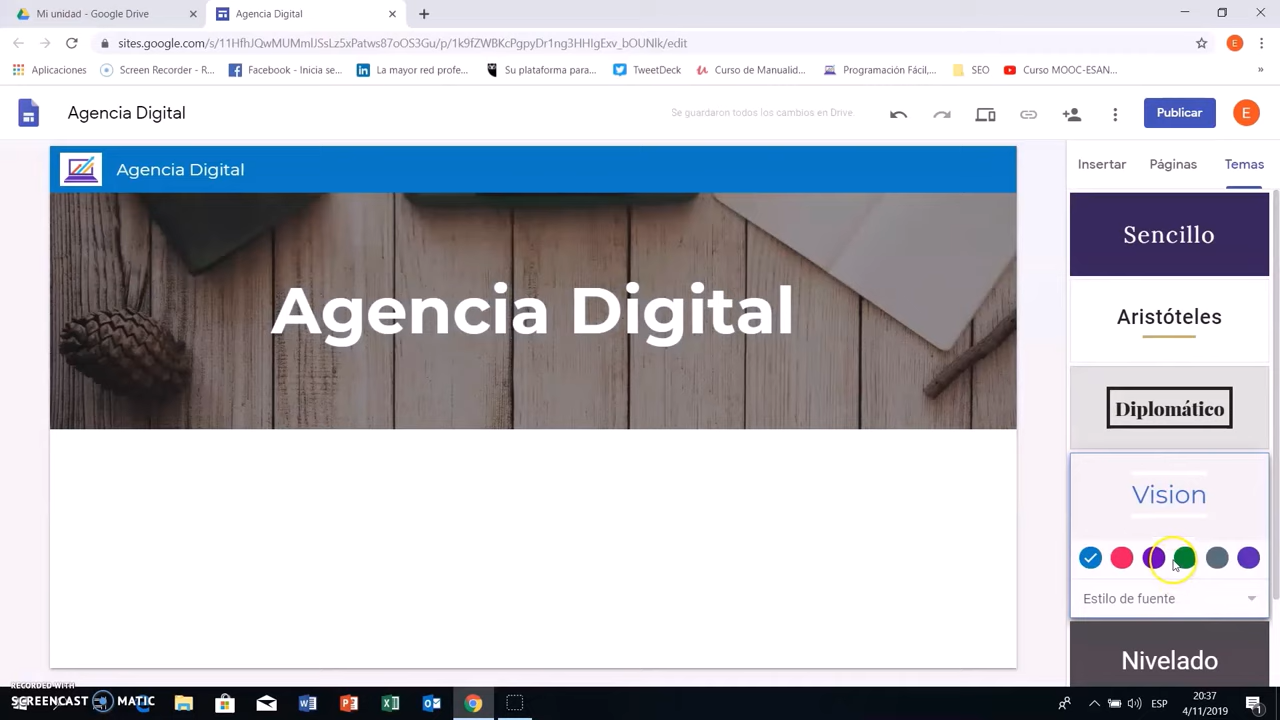 Mi unidad - Google Drive
Agencia Digital
sites.google.com/s/11HfhJQwMUMmlJSsLz5xPatws87oOS3Gu/p/1k9fZWBKcPgpyDr1ng3HHIgExv_bOUNlk/edit
E
Aplicaciones
Screen Recorder - R...
Facebook - Inicia se...
La mayor red profe...
Su plataforma para...
TweetDeck
Curso de Manualid...
Programación Fácil,...
SEO
Curso MOOC-ESAN...
»
Agencia Digital
Se guardaron todos los cambios en Drive.
Publicar
E
Agencia Digital
Insertar
Páginas
Temas
Sencillo
Agencia Digital
Aristóteles
Diplomático
Vision
Estilo de fuente
Nivelado
RECORDED WITH
SCREENCAST MATIC
ESP
20:37
4/11/2019
1